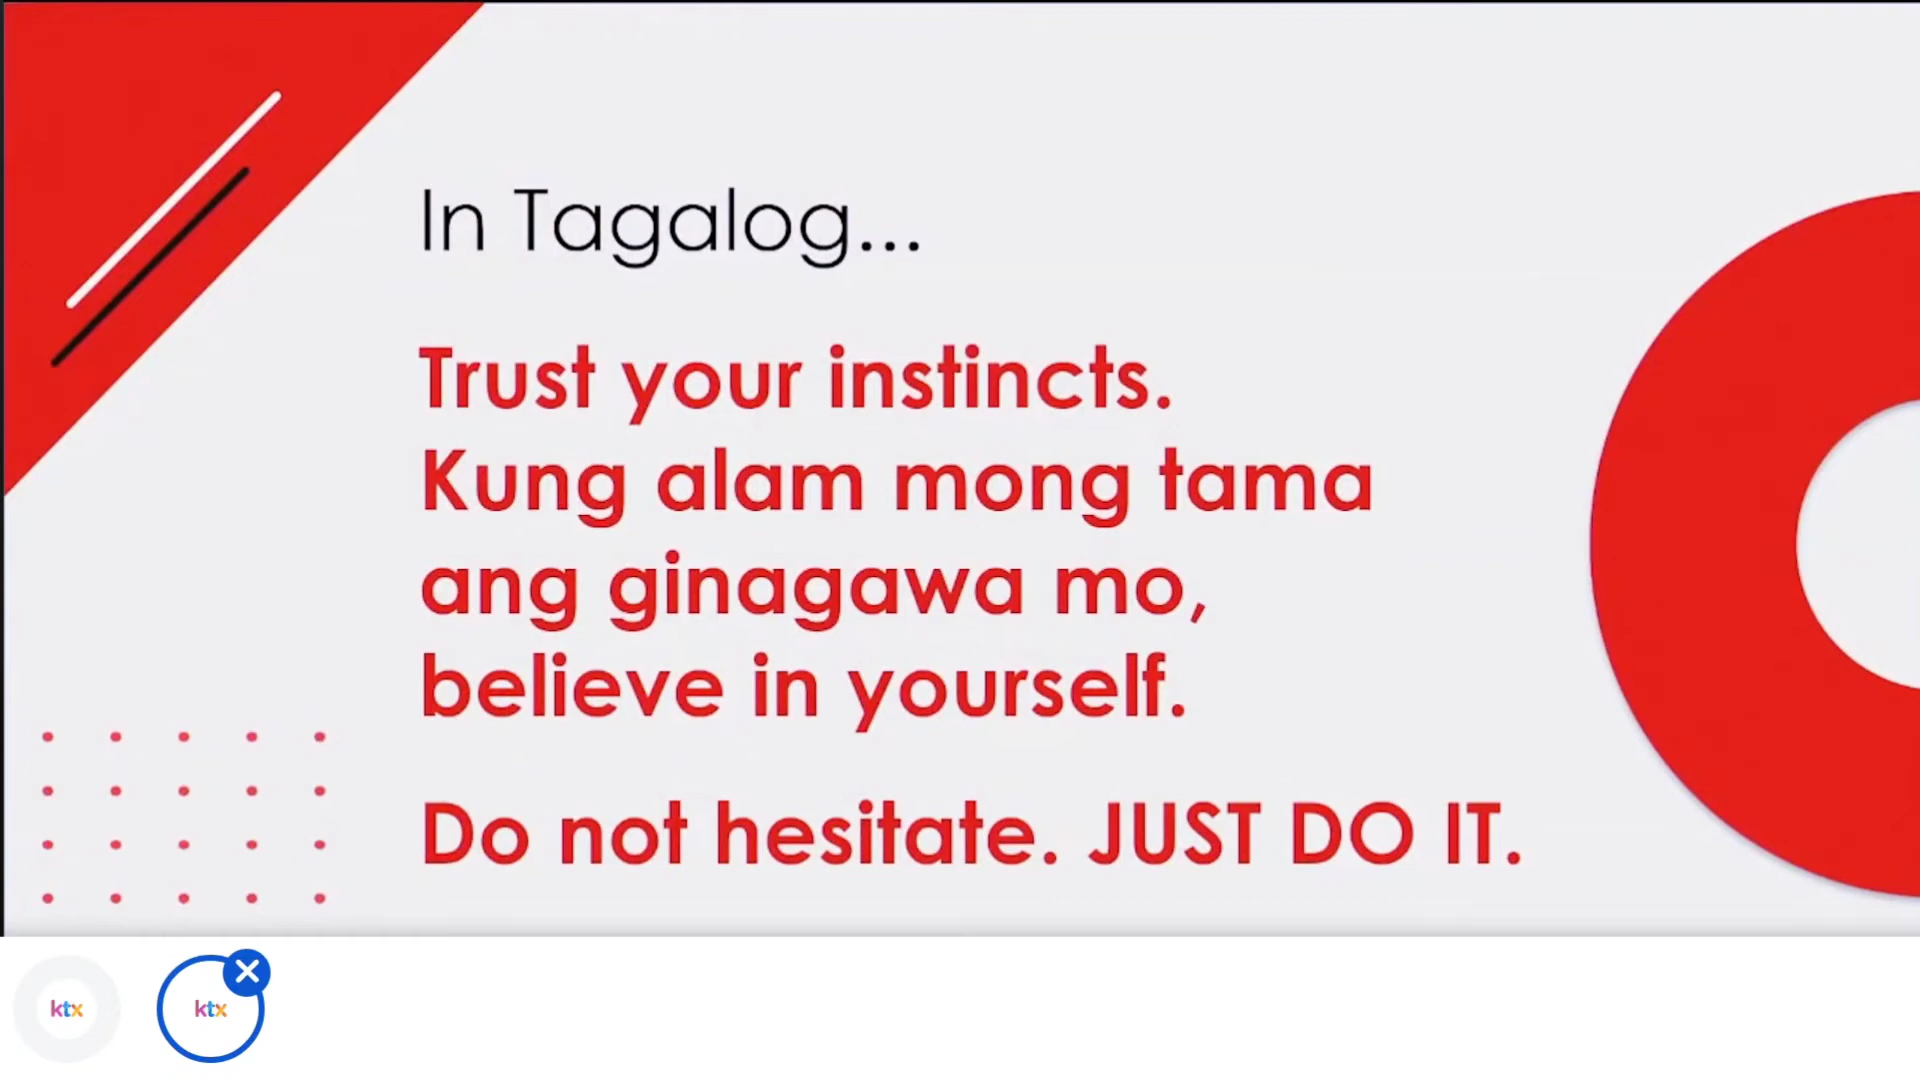 In Tagalog...
Trust your instincts.
Kung alam mong tama
ang ginagawa mo,
believe in yourself.
Do not hesitate. JUST DO IT.
ktx
ktx